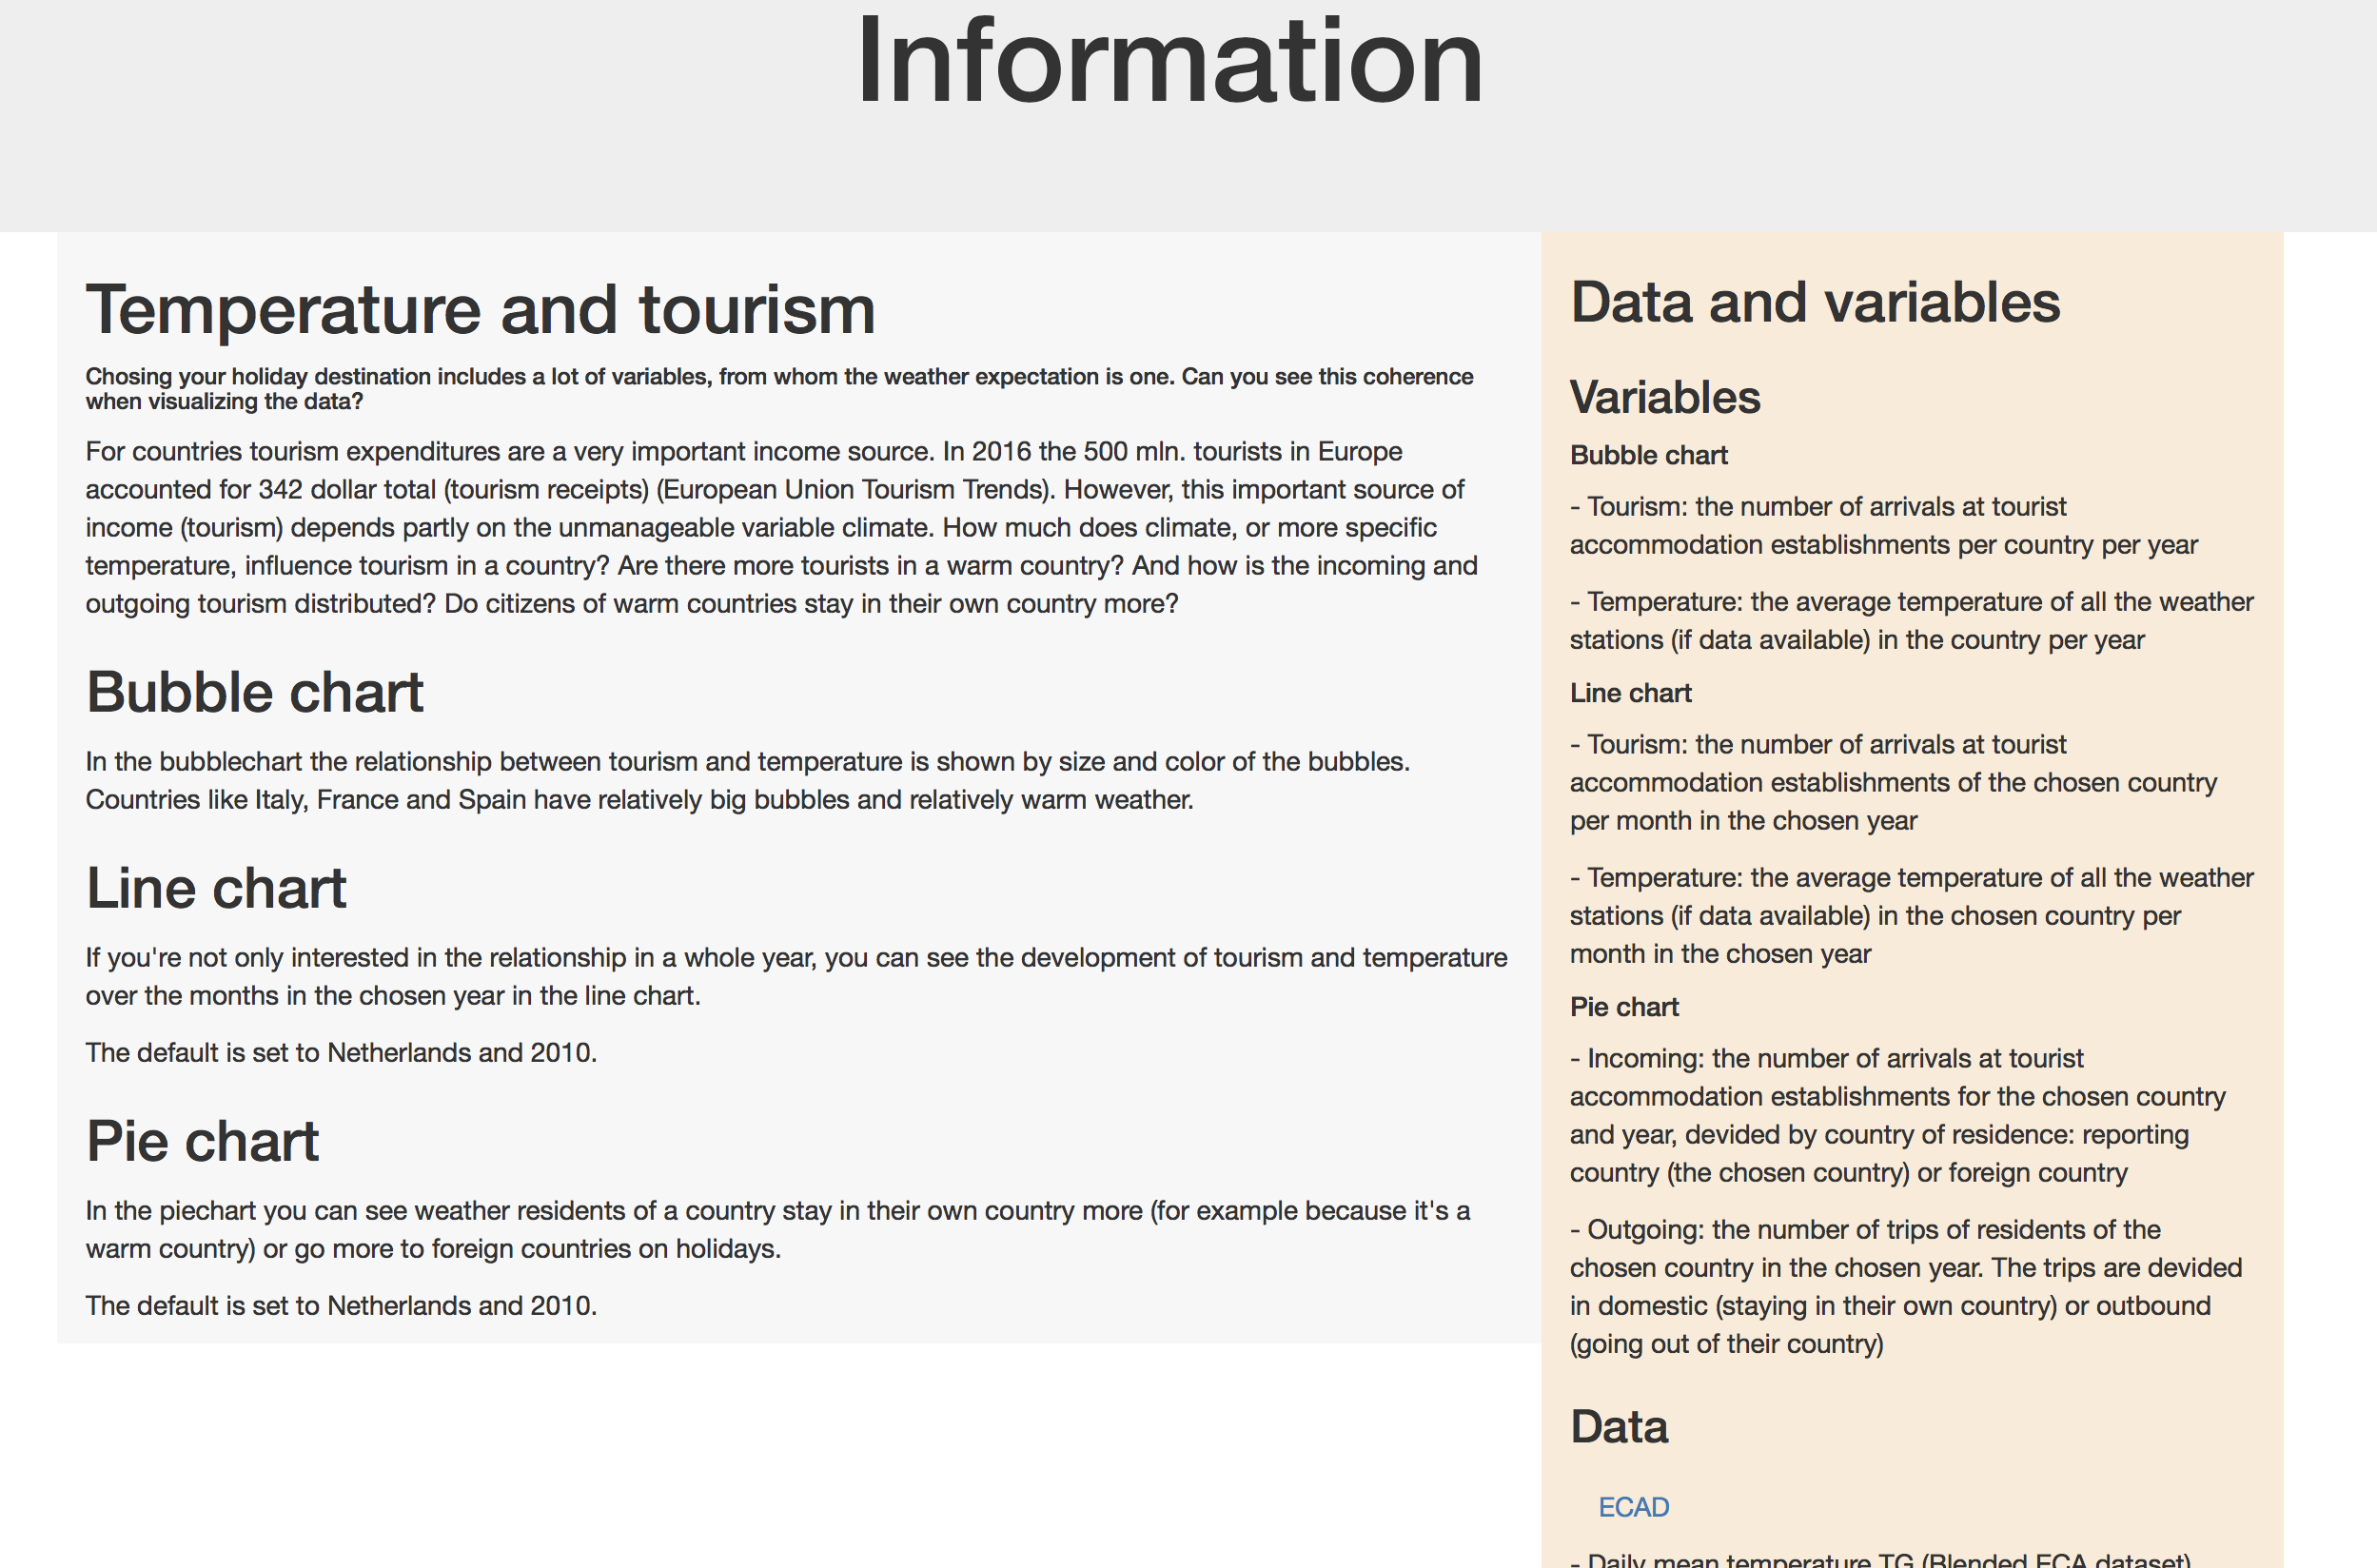 Information
Temperature and tourism
Chosing your holiday destination includes a lot of variables, from whom the weather expectation is one. Can you see this coherence
when visualizing the data?
For countries tourism expenditures are a very important income source. In 2016 the 500 mln. tourists in Europe
accounted for 342 dollar total (tourism receipts) (European Union Tourism Trends). However, this important source of
income (tourism) depends partly on the unmanageable variable climate. How much does climate, or more specific
temperature, influence tourism in a country? Are there more tourists in a warm country? And how is the incoming and
outgoing tourism distributed? Do citizens of warm countries stay in their own country more?
Bubble chart
In the bubblechart the relationship between tourism and temperature is shown by size and color of the bubbles.
Countries like Italy, France and Spain have relatively big bubbles and relatively warm weather.
Line chart
If you're not only interested in the relationship in a whole year, you can see the development of tourism and temperature
over the months in the chosen year in the line chart.
The default is set to Netherlands and 2010.
Pie chart
In the piechart you can see weather residents of a country stay in their own country more (for example because it's a
warm country) or go more to foreign countries on holidays.
The default is set to Netherlands and 2010.
Data and variables
Variables
Bubble chart
- Tourism: the number of arrivals at tourist
accommodation establishments per country per year
- Temperature: the average temperature of all the weather
stations (if data available) in the country per year
Line chart
- Tourism: the number of arrivals at tourist
accommodation establishments of the chosen country
per month in the chosen year
- Temperature: the average temperature of all the weather
stations (if data available) in the chosen country per
month in the chosen year
Pie chart
- Incoming: the number of arrivals at tourist
accommodation establishments for the chosen country
and year, devided by country of residence: reporting
country (the chosen country) or foreign country
- Outgoing: the number of trips of residents of the
chosen country in the chosen year. The trips are devided
in domestic (staying in their own country) or outbound
(going out of their country)
Data
ECAD
- Daily mean temperature TG (Blended ECA dataset)